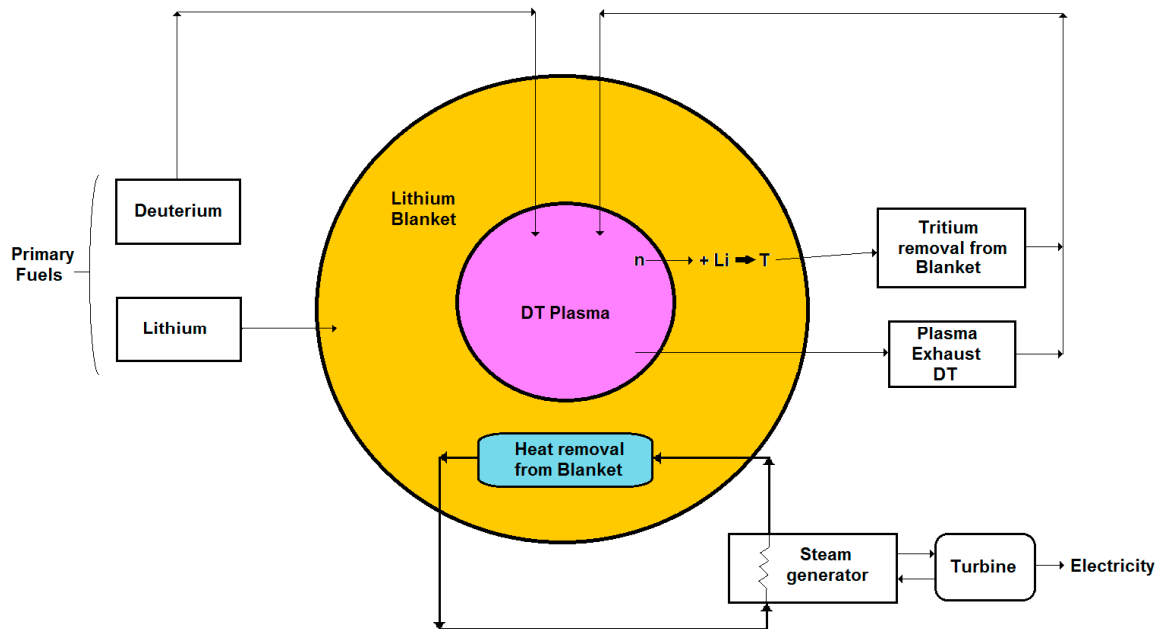 Primary
Fuels
Deuterium
Lithium
Lithium
Blanket
DT Plasma
n + Li T
Tritium
removal from
Blanket
Plasma
Exhaust
DT
Heat removal
from Blanket
Steam
generator
Turbine
Electricity